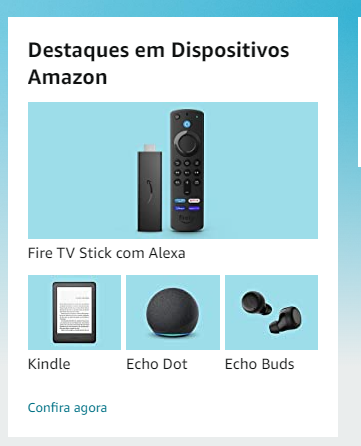 Destaques em Dispositivos
Amazon
Fire TV Stick com Alexa
Kindle
Echo Dot
Echo Buds
Confira agora